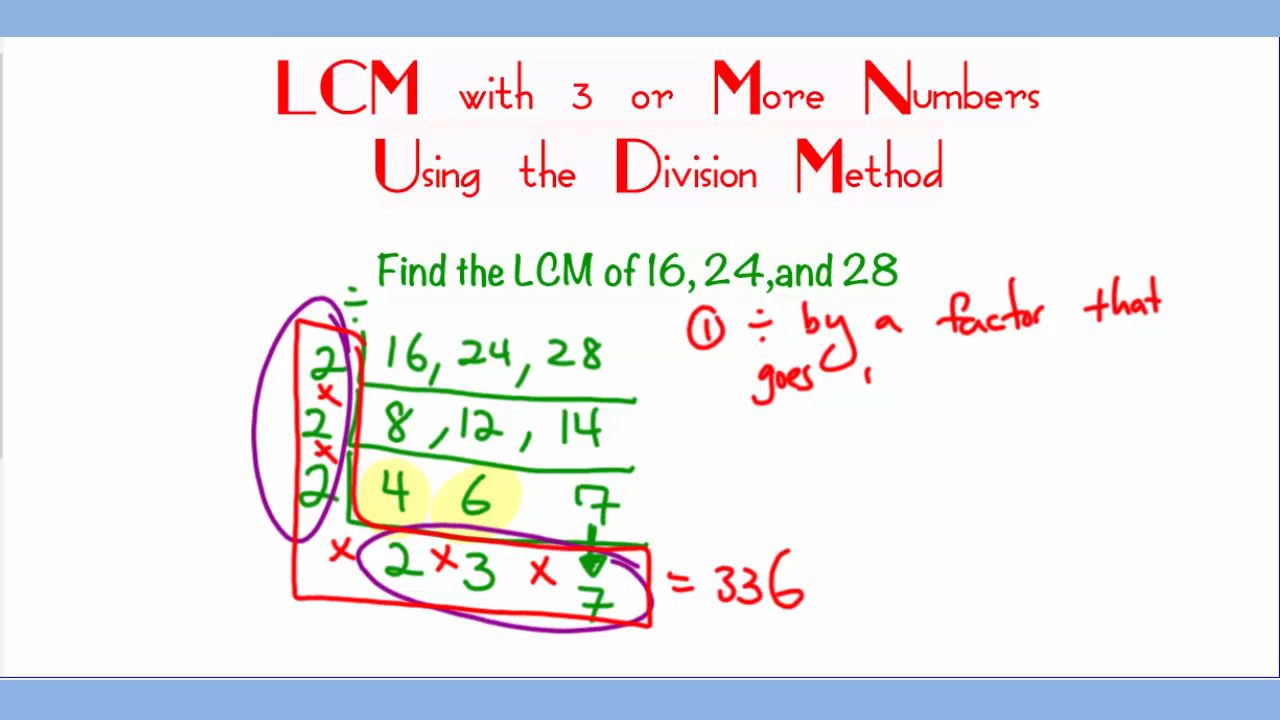 LCM with 3 or More Numbers
Using the Division Method
Find the LCM of 16, 24, and 28
÷
① ÷ by a factor that
goes
2 16, 24, 28
×
2 8, 12, 14
×
2 4 6 7
× 2 × 3 × 7 = 336